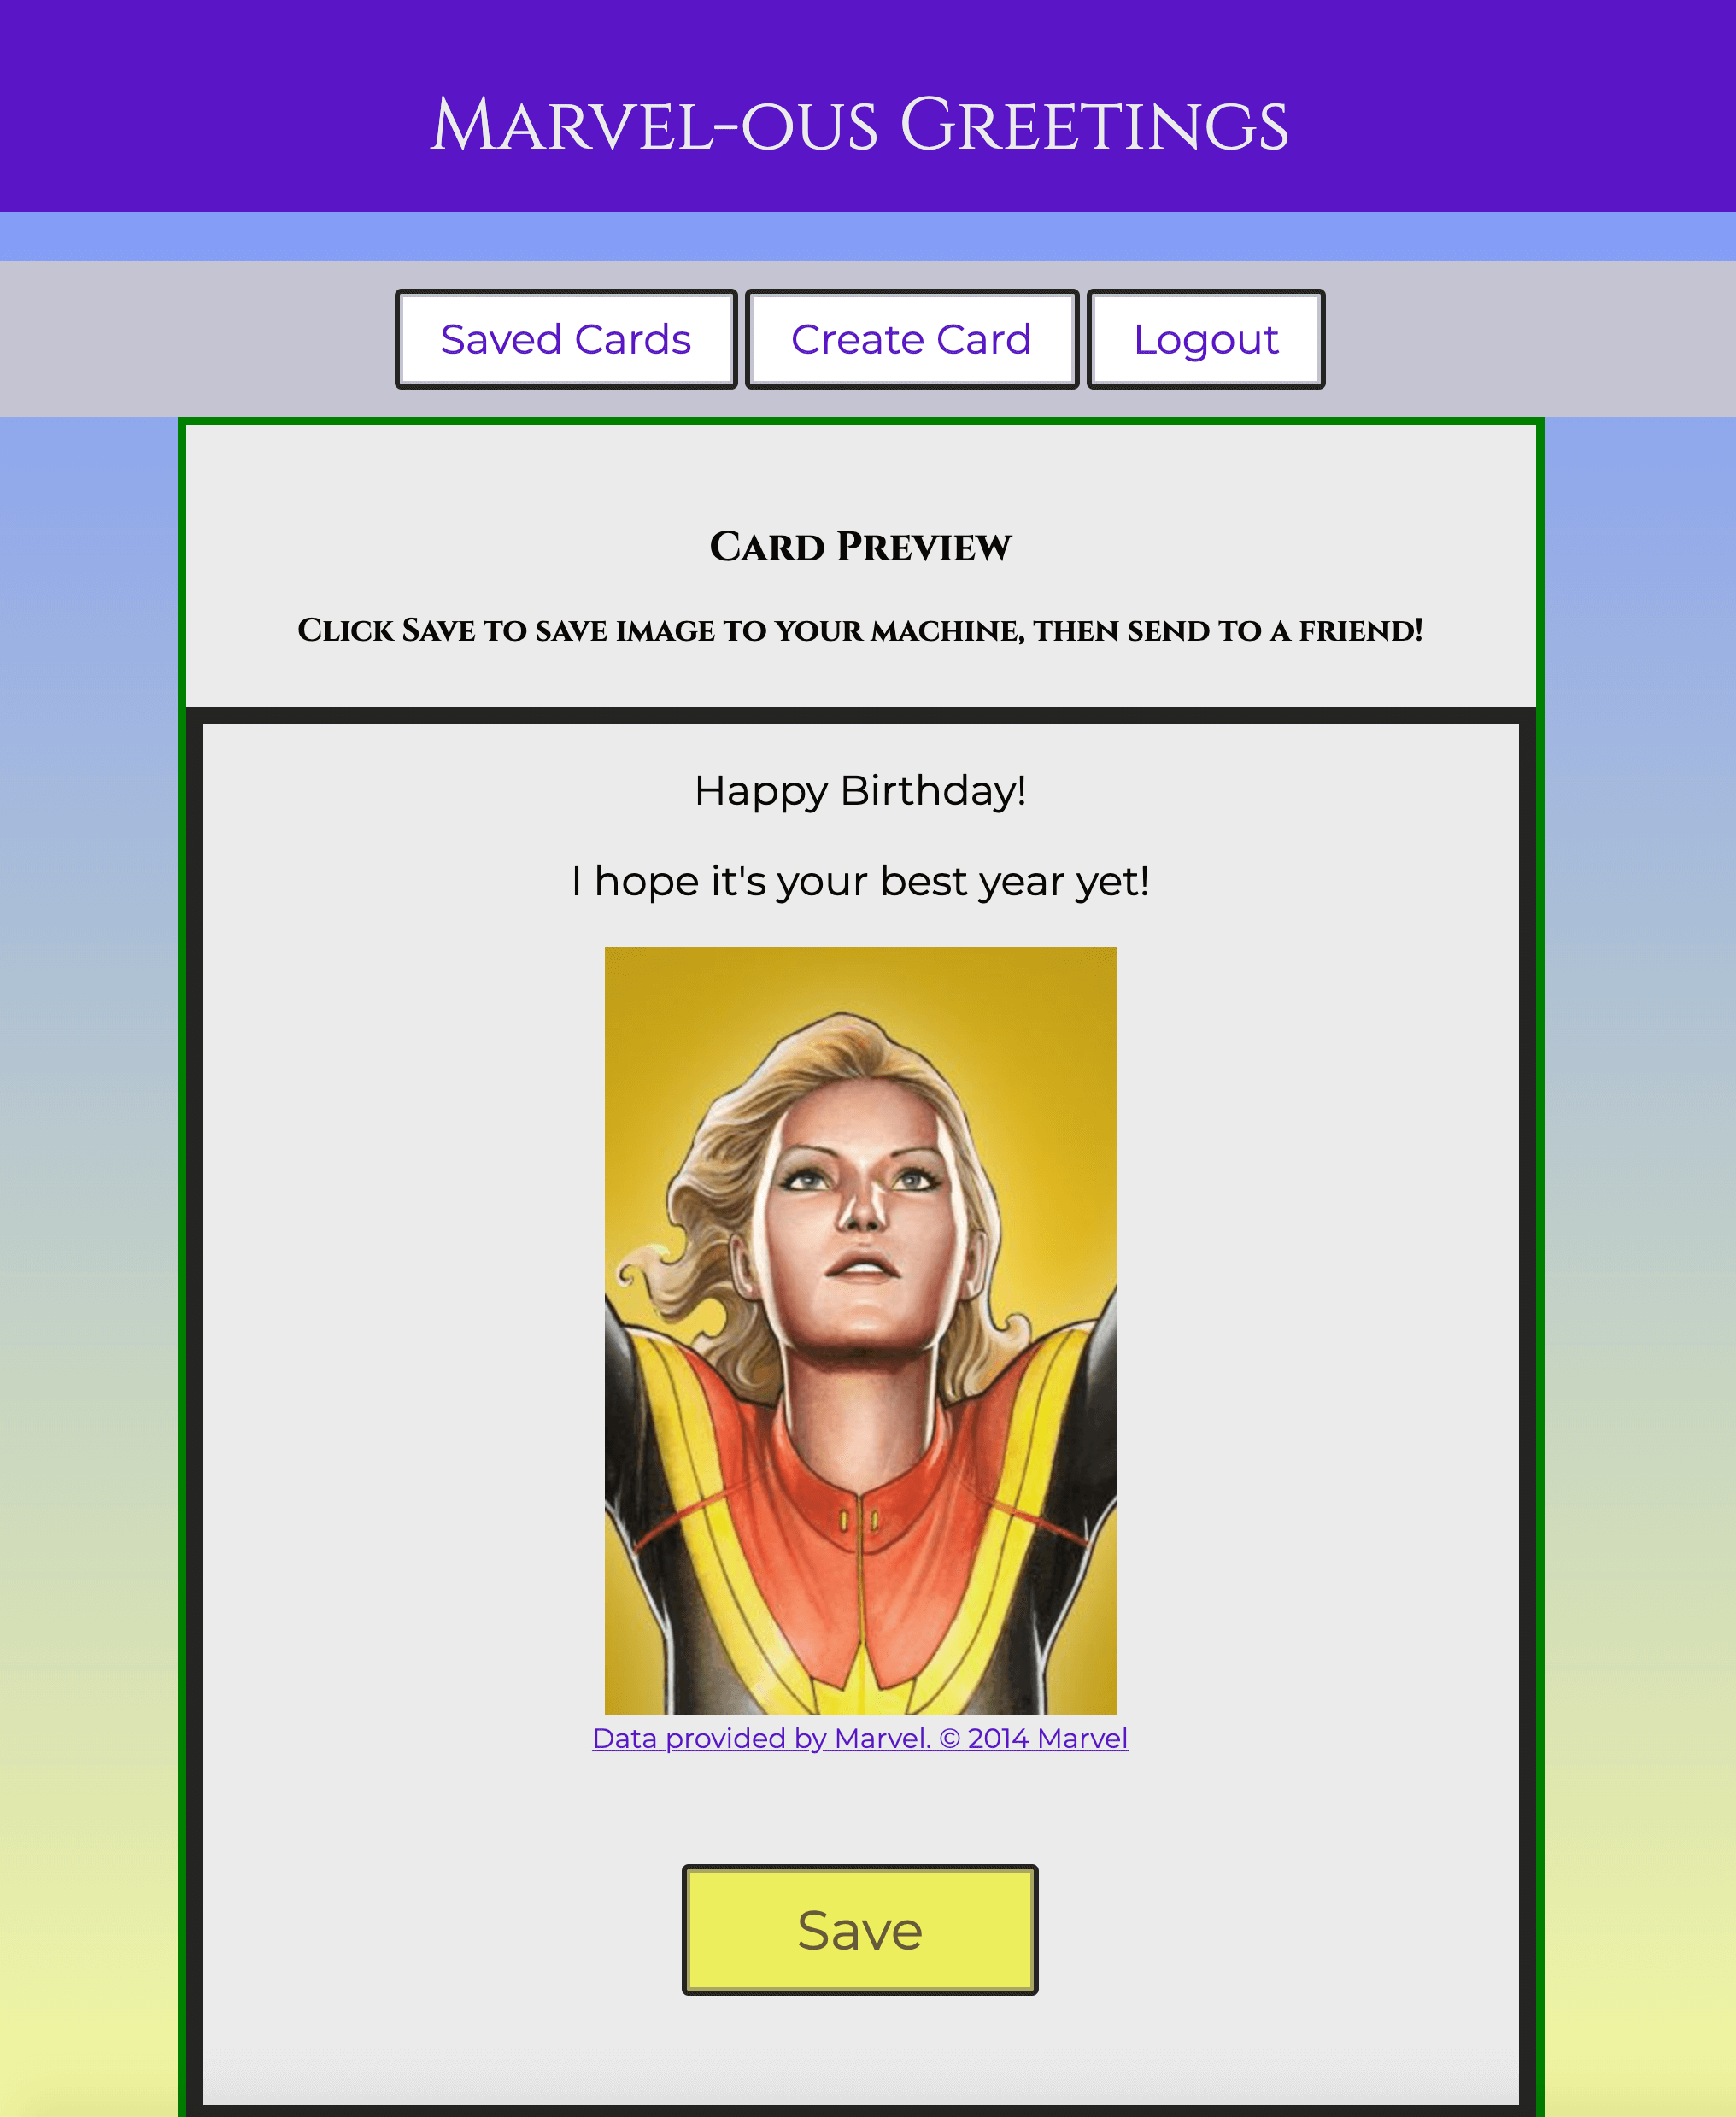 Marvel-ous Greetings
Saved Cards
Create Card
Logout
Card Preview
Click Save to save image to your machine, then send to a friend!
Happy Birthday!
I hope it's your best year yet!
Data provided by Marvel. © 2014 Marvel
Save